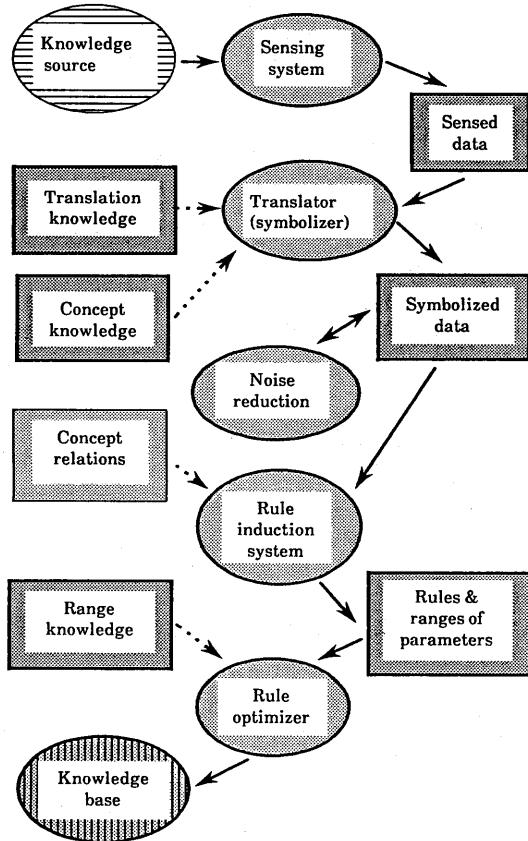 Knowledge
source
Sensing
system
Sensed
data
Translation
knowledge
Translator
(symbolizer)
Concept
knowledge
Symbolized
data
Noise
reduction
Concept
relations
Rule
induction
system
Range
knowledge
Rules &
ranges of
parameters
Rule
optimizer
Knowledge
base